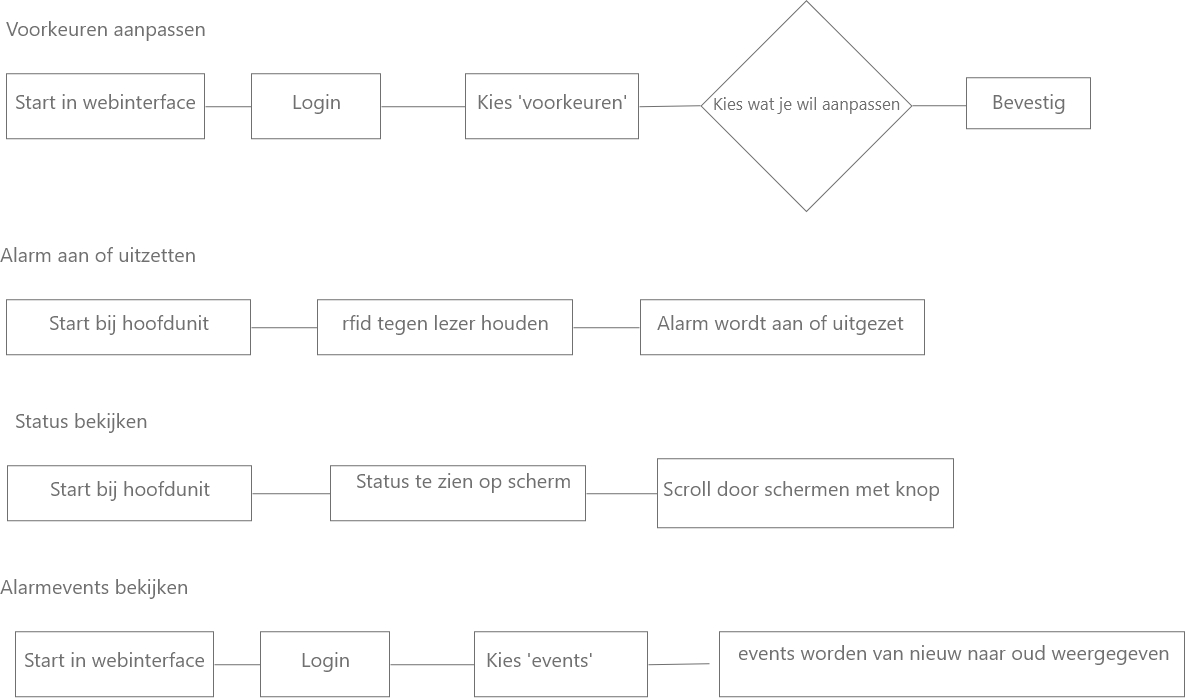 Voorkeuren aanpassen
Start in webinterface
Login
Kies 'voorkeuren'
Kies wat je wil aanpassen
Bevestig
Alarm aan of uitzetten
Start bij hoofdunit
rfid tegen lezer houden
Alarm wordt aan of uitgezet
Status bekijken
Start bij hoofdunit
Status te zien op scherm
Scroll door schermen met knop
Alarmevents bekijken
Start in webinterface
Login
Kies 'events'
events worden van nieuw naar oud weergegeven